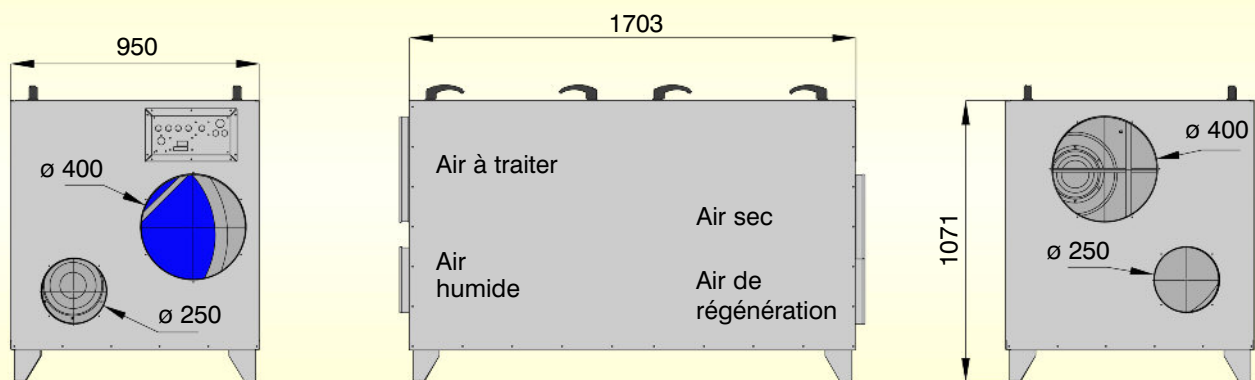 950
ø 400
ø 250
1703
Air à traiter
Air
humide
Air sec
Air de
régénération
1071
ø 400
ø 250